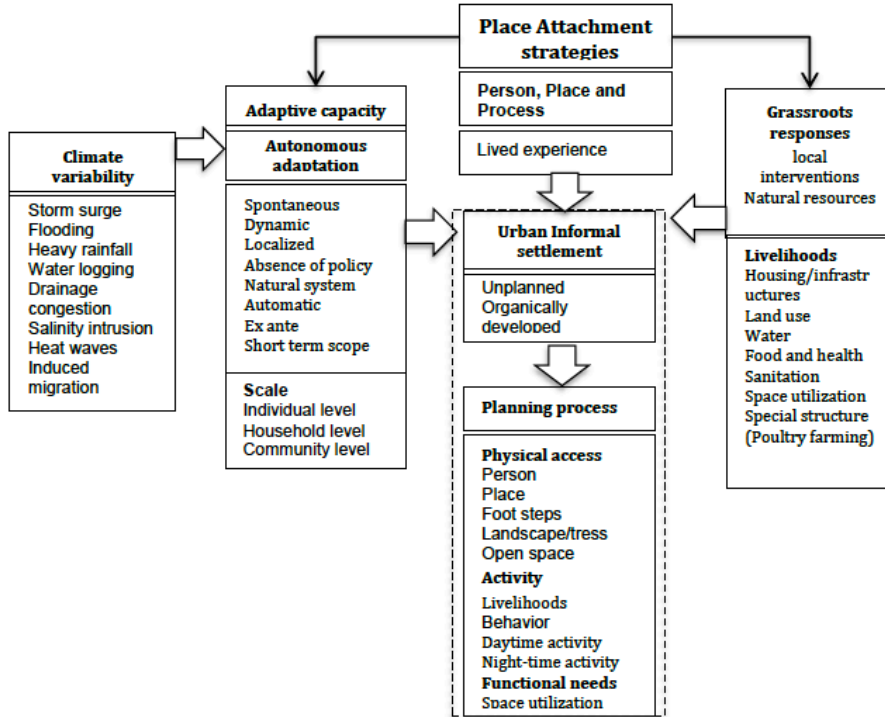 Place Attachment
strategies
Person, Place and
Process
Lived experience
Climate
variability
Storm surge
Flooding
Heavy rainfall
Water logging
Drainage
congestion
Salinity intrusion
Heat waves
Induced
migration
Adaptive capacity
Autonomous
adaptation
Spontaneous
Dynamic
Localized
Absence of policy
Natural system
Automatic
Ex ante
Short term scope
Scale
Individual level
Household level
Community level
Urban Informal
settlement
Unplanned
Organically
developed
Planning process
Physical access
Person
Place
Foot steps
Landscape/tress
Open space
Activity
Livelihoods
Behavior
Daytime activity
Night-time activity
Functional needs
Space utilization
Grassroots
responses
local
interventions
Natural resources
Livelihoods
Housing/infrastr
uctures
Land use
Water
Food and health
Sanitation
Space utilization
Special structure
(Poultry farming)